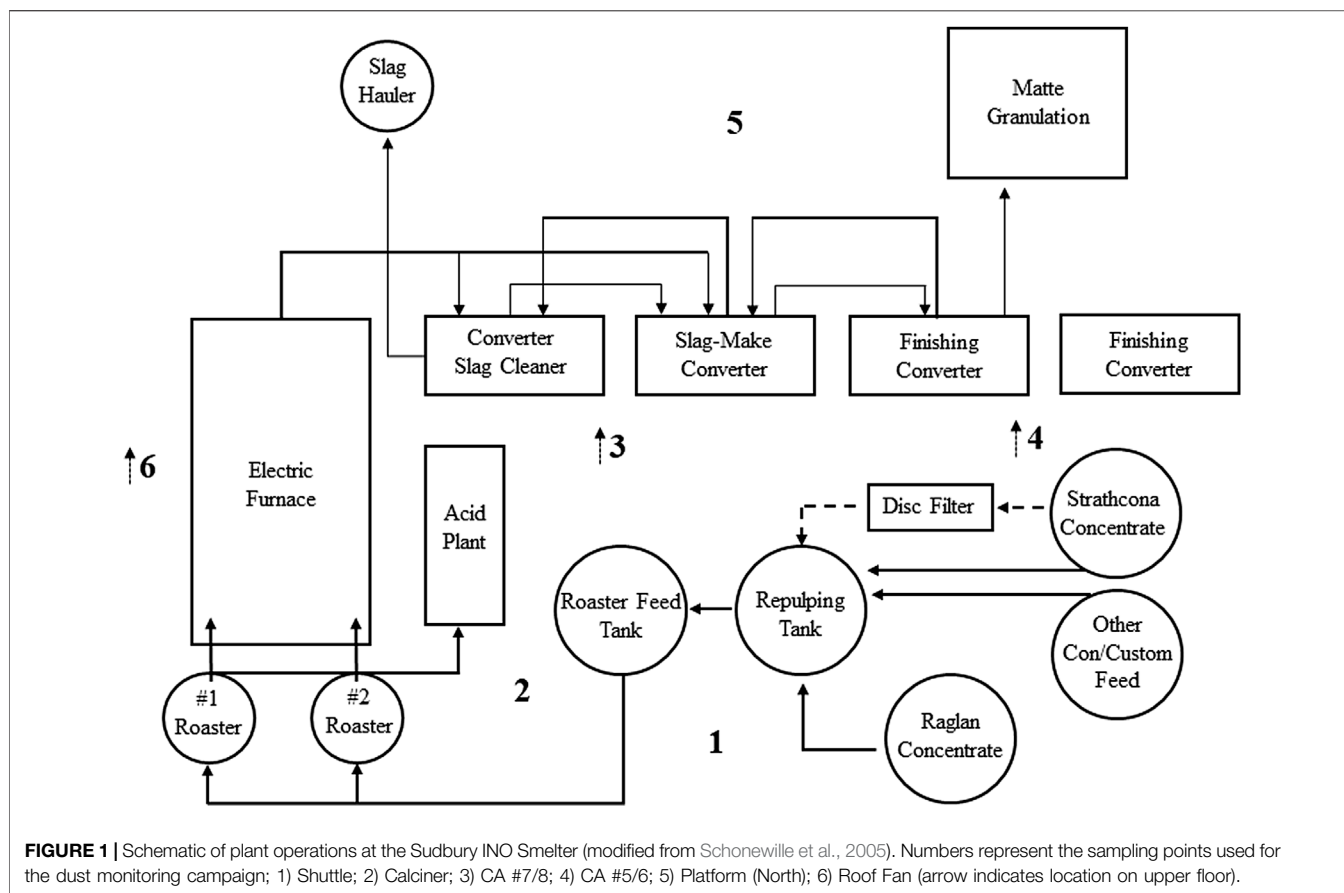 Slag
Hauler
Matte
Granulation
5
Converter
Slag Cleaner
Slag-Make
Converter
Finishing
Converter
Finishing
Converter
6
Electric
Furnace
3
4
Acid
Plant
Disc Filter
Strathcona
Concentrate
Roaster Feed
Tank
Repulping
Tank
Other
Con/Custom
Feed
#1
Roaster
#2
Roaster
2
1
Raglan
Concentrate
FIGURE 1 | Schematic of plant operations at the Sudbury INO Smelter (modified from Schonewille et al., 2005). Numbers represent the sampling points used for
the dust monitoring campaign; 1) Shuttle; 2) Calciner; 3) CA #7/8; 4) CA #5/6; 5) Platform (North); 6) Roof Fan (arrow indicates location on upper floor).